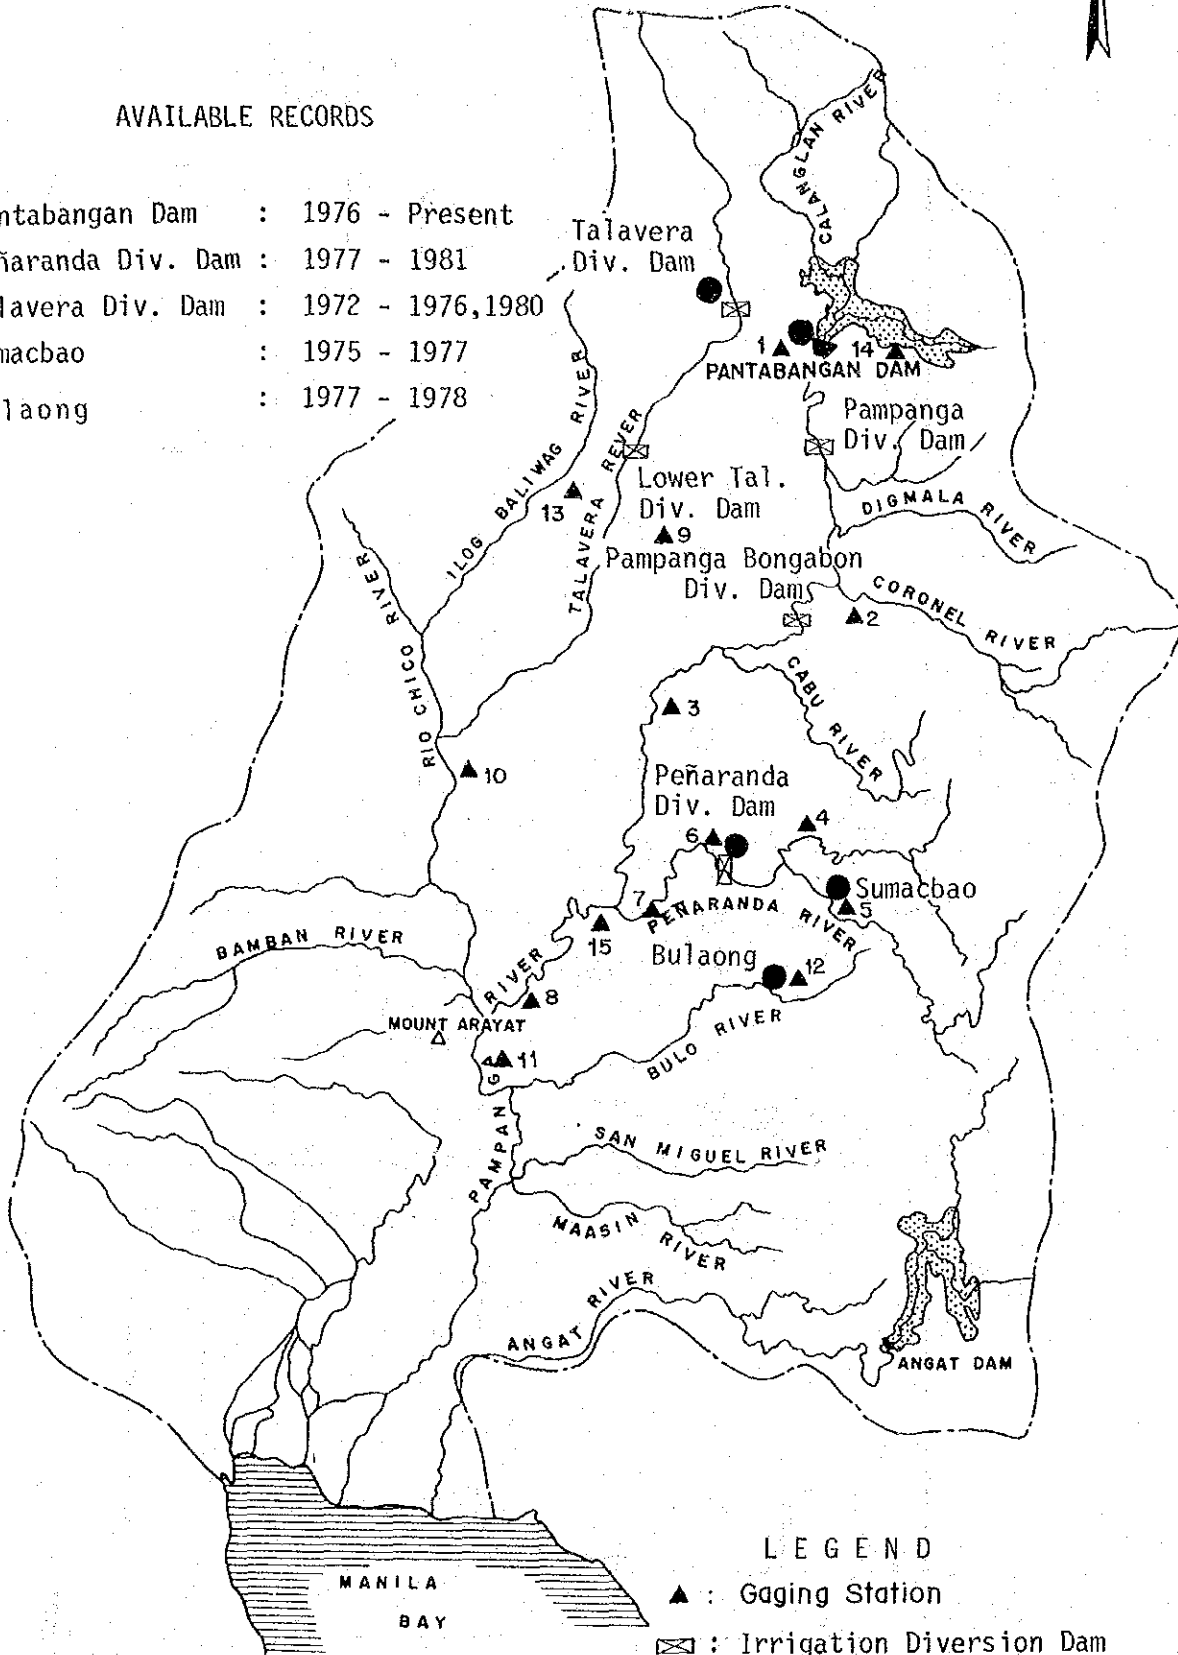 AVAILABLE RECORDS
ntabangan Dam : 1976 - Present
ñaranda Div. Dam : 1977 - 1981
lavera Div. Dam : 1972 - 1976,1980
macbao : 1975 - 1977
laong : 1977 - 1978
CALANGLAN RIVER
Talavera
Div. Dam
1
14
PANTABANGAN DAM
Pampanga
Div. Dam
ILOG BALIWAG RIVER
TALAVERA REVER
Lower Tal.
Div. Dam
13
9
DIGMALA RIVER
Pampanga Bongabon
Div. Dam
CORONEL RIVER
2
RIO CHICO RIVER
CABU RIVER
3
10
Peñaranda
Div. Dam
6
4
Sumacbao
5
7
PEÑARANDA RIVER
15
BAMBAN RIVER
Bulaong
12
8
MOUNT ARAYAT
11
BULO RIVER
PAMPANGA RIVER
SAN MIGUEL RIVER
MAASIN RIVER
ANGAT RIVER
ANGAT DAM
MANILA
BAY
LEGEND
▲ : Gaging Station
: Irrigation Diversion Dam